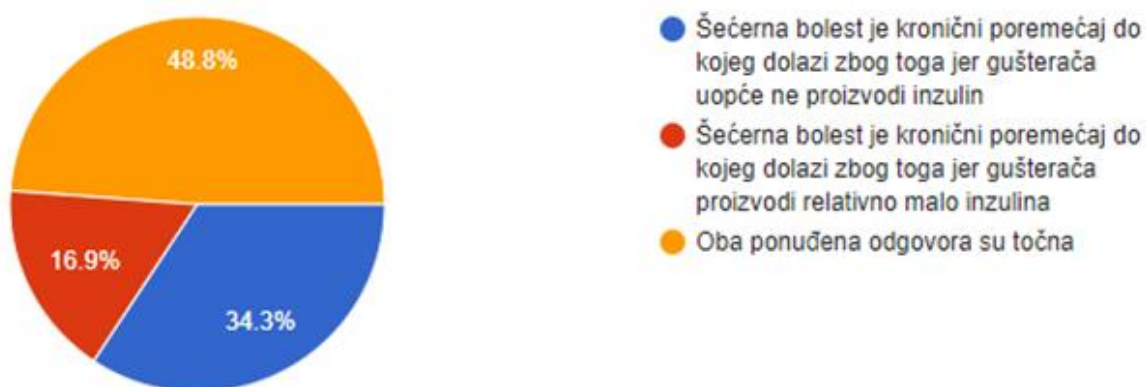 48.8%
16.9%
34.3%
Šećerna bolest je kronični poremećaj do
kojeg dolazi zbog toga jer gušterača
uopće ne proizvodi inzulin
Šećerna bolest je kronični poremećaj do
kojeg dolazi zbog toga jer gušterača
proizvodi relativno malo inzulina
Oba ponuđena odgovora su točna